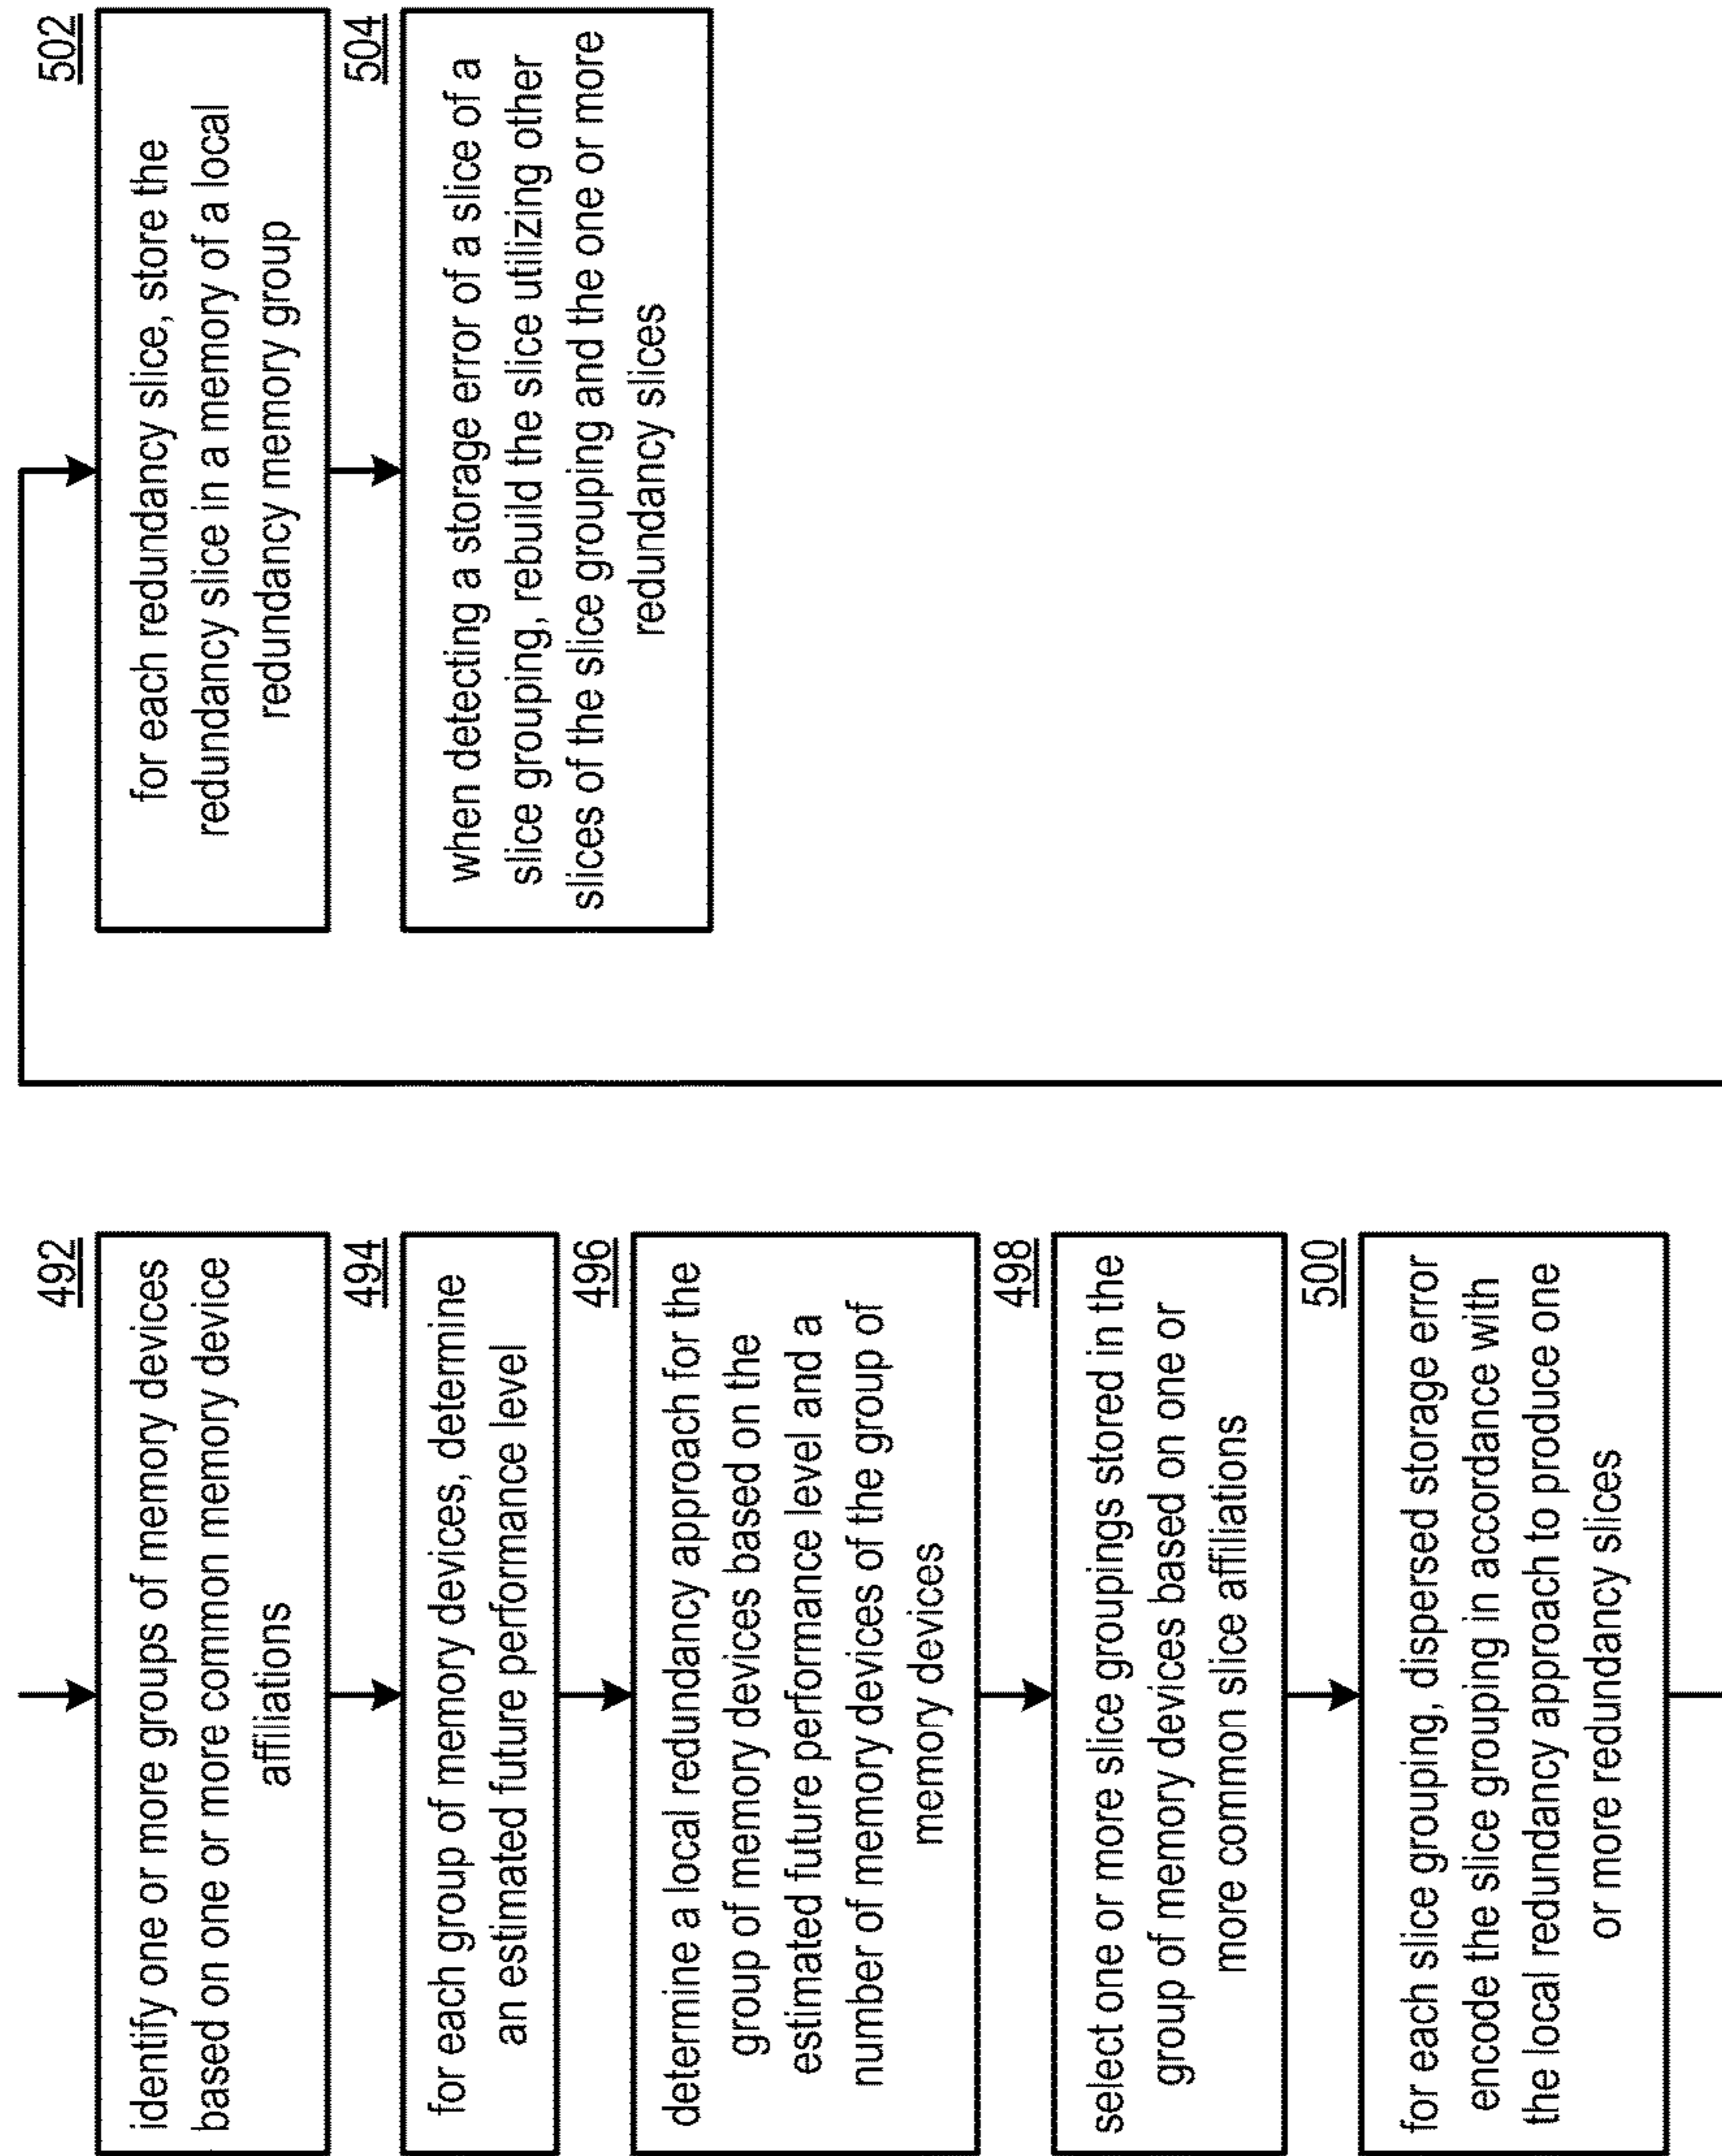 492
identify one or more groups of memory devices
based on one or more common memory device
affiliations
494
for each group of memory devices, determine
an estimated future performance level
496
determine a local redundancy approach for the
group of memory devices based on the
estimated future performance level and a
number of memory devices of the group of
memory devices
498
select one or more slice groupings stored in the
group of memory devices based on one or
more common slice affiliations
500
for each slice grouping, dispersed storage error
encode the slice grouping in accordance with
the local redundancy approach to produce one
or more redundancy slices
502
for each redundancy slice, store the
redundancy slice in a memory of a local
redundancy memory group
504
when detecting a storage error of a slice of a
slice grouping, rebuild the slice utilizing other
slices of the slice grouping and the one or more
redundancy slices